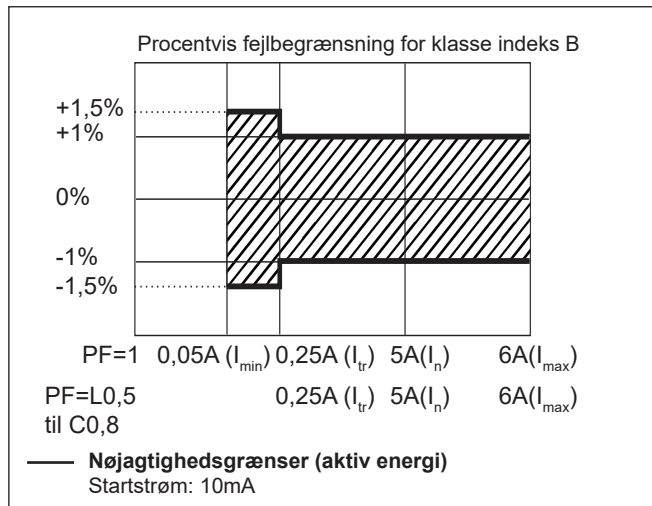 Procentvis fejlbegrænsning for klasse indeks B
+1,5%
+1%
0%
-1%
-1,5%
PF=1 0,05A (Imin) 0,25A (Itr) 5A(In) 6A(Imax)
PF=L0,5 0,25A (Itr) 5A(In) 6A(Imax)
til C0,8
Nøjagtighedsgrænser (aktiv energi)
Startstrøm: 10mA